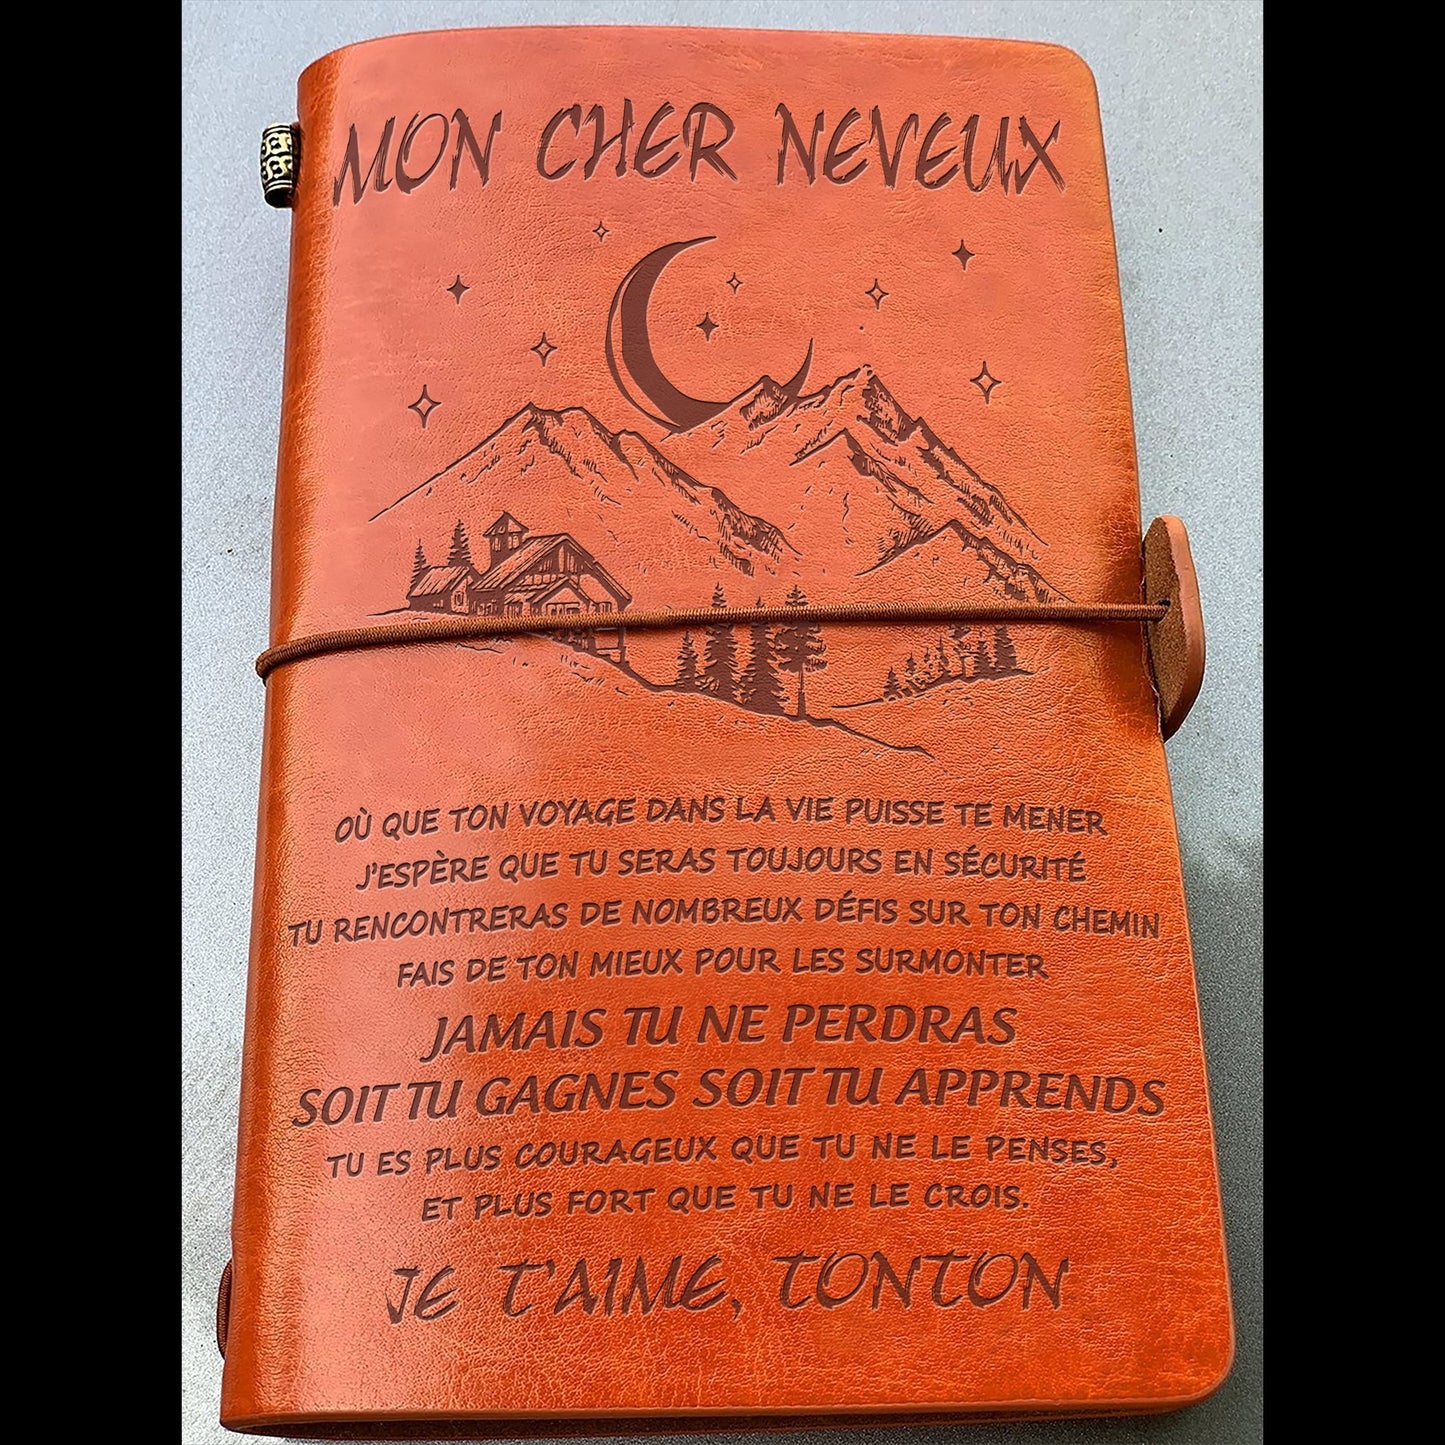 MON CHER NEVEUX
OÙ QUE TON VOYAGE DANS LA VIE PUISSE TE MENER
J'ESPÈRE QUE TU SERAS TOUJOURS EN SÉCURITÉ
TU RENCONTRERAS DE NOMBREUX DÉFIS SUR TON CHEMIN
FAIS DE TON MIEUX POUR LES SURMONTER
JAMAIS TU NE PERDRAS
SOIT TU GAGNES SOIT TU APPRENDS
TU ES PLUS COURAGEUX QUE TU NE LE PENSES,
ET PLUS FORT QUE TU NE LE CROIS.
JE T'AIME, TONTON